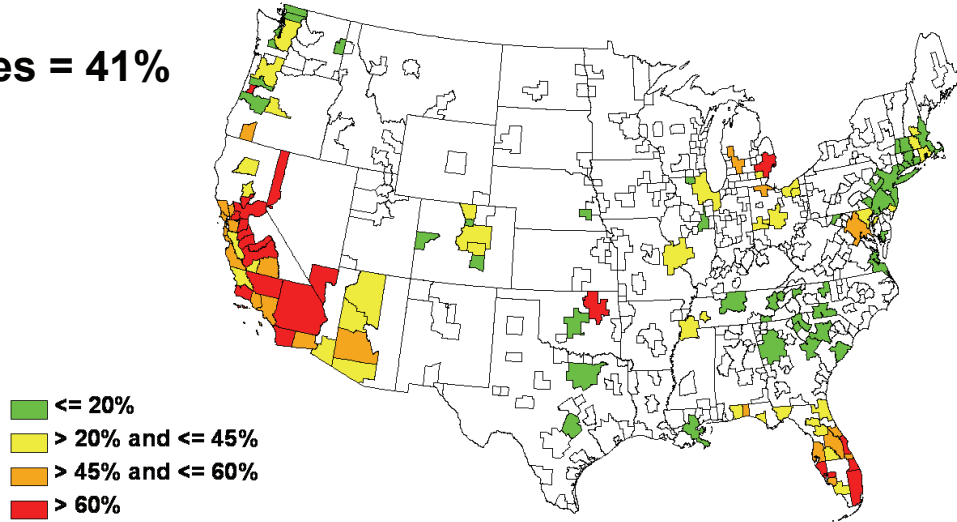 es = 41%
<= 20%
> 20% and <= 45%
> 45% and <= 60%
> 60%